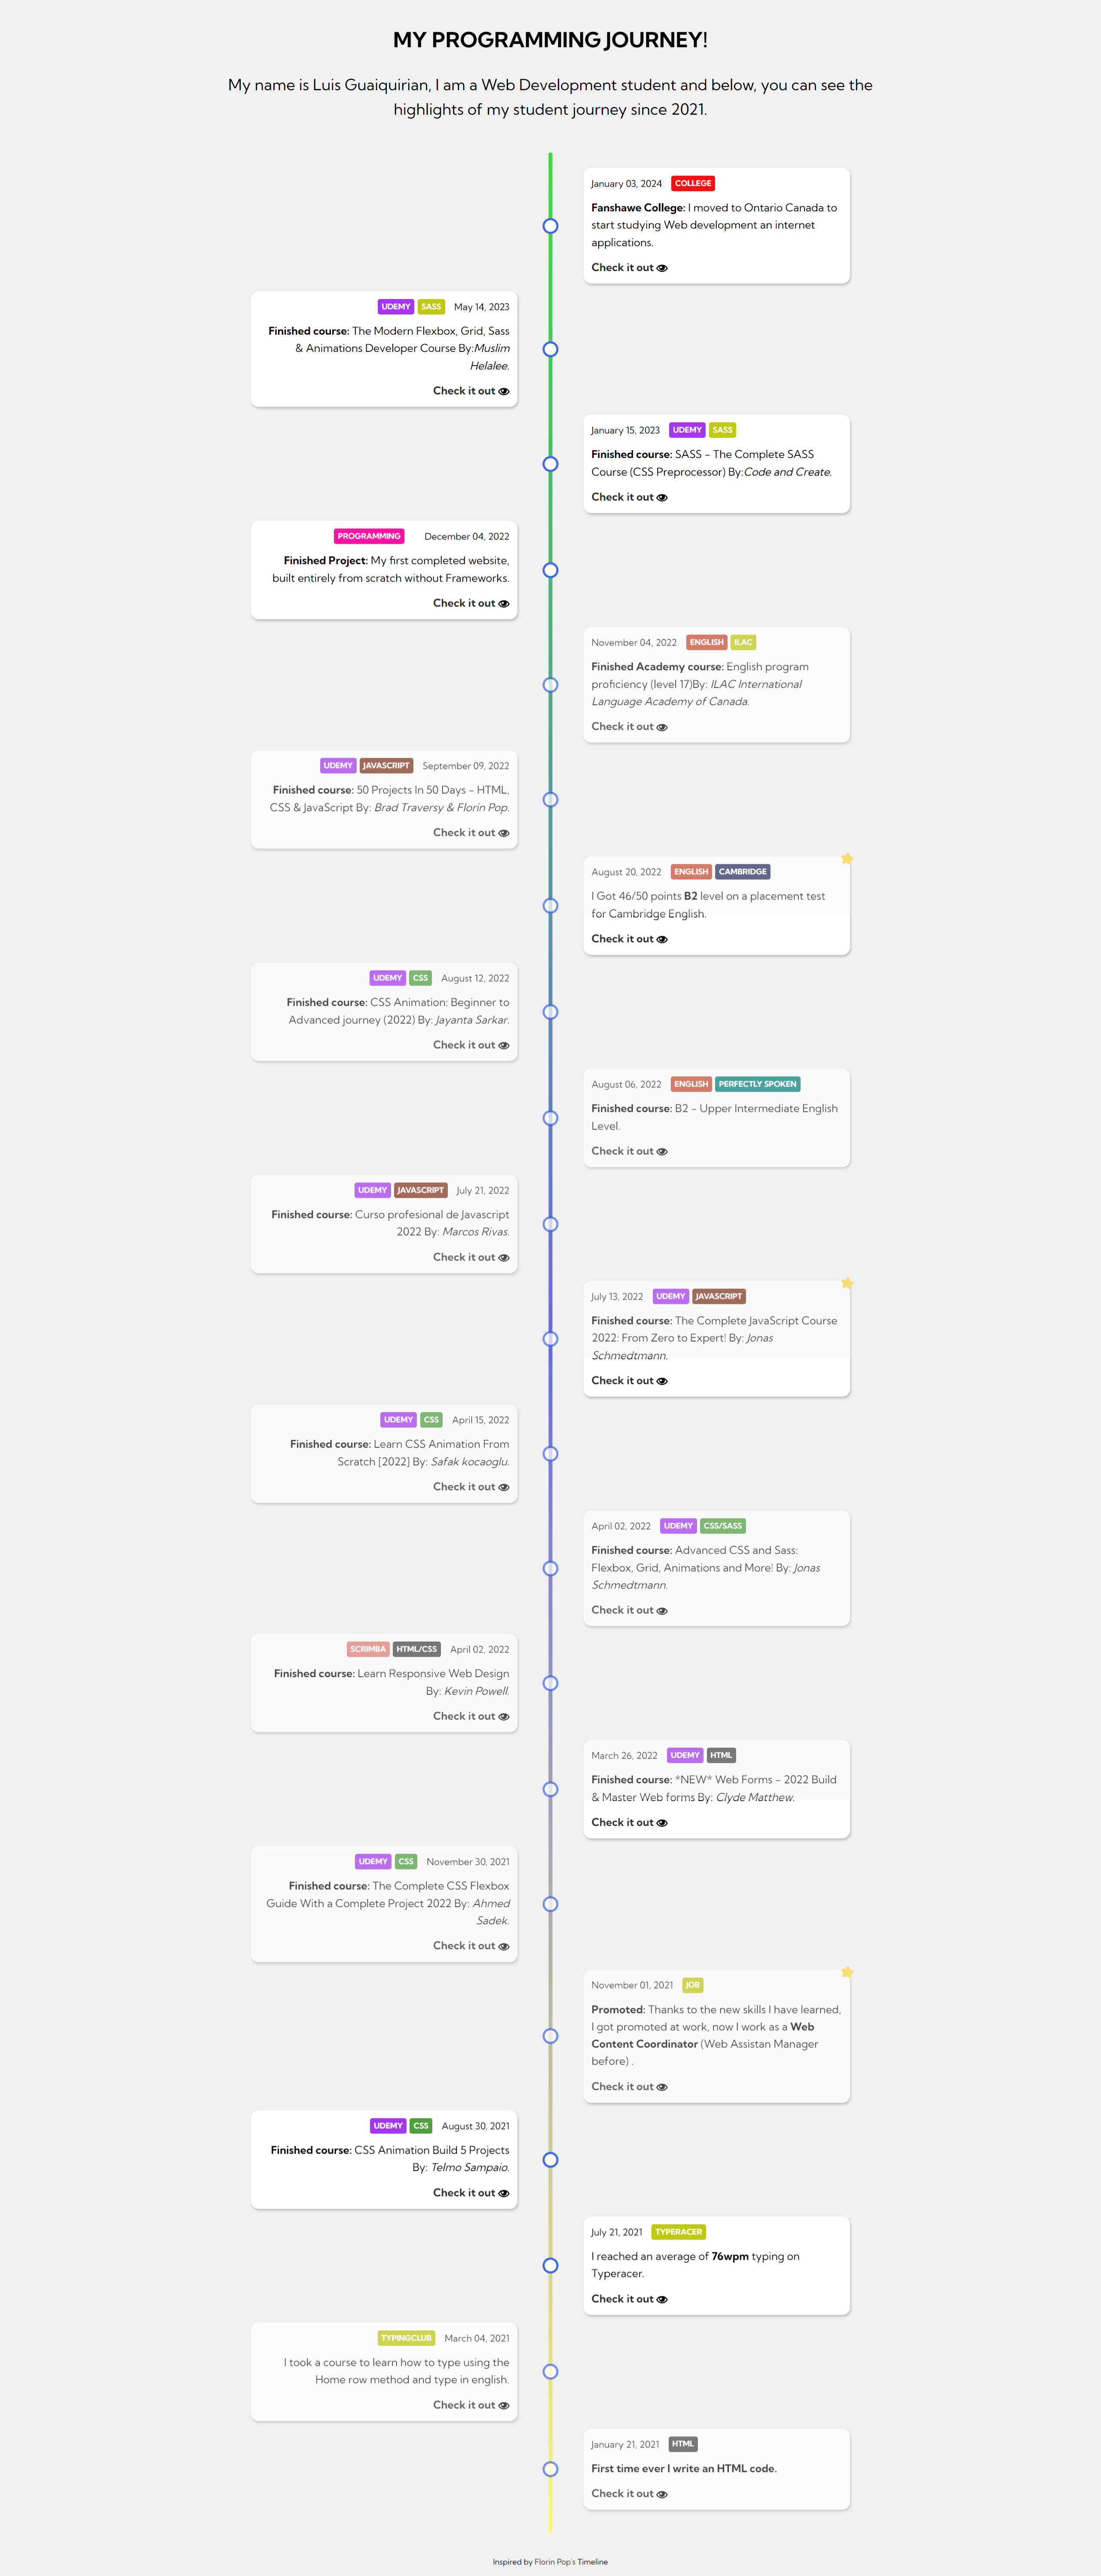 MY PROGRAMMING JOURNEY!
My name is Luis Guaiquirian, I am a Web Development student and below, you can see the
highlights of my student journey since 2021.
January 03, 2024 COLLEGE
Fanshawe College: I moved to Ontario Canada to
start studying Web development an internet
applications.
Check it out
UDEMY SASS May 14, 2023
Finished course: The Modern Flexbox, Grid, Sass
& Animations Developer Course By:Muslim
Helalee.
Check it out
January 15, 2023 UDEMY SASS
Finished course: SASS - The Complete SASS
Course (CSS Preprocessor) By:Code and Create.
Check it out
PROGRAMMING December 04, 2022
Finished Project: My first completed website,
built entirely from scratch without Frameworks.
Check it out
November 04, 2022 ENGLISH ILAC
Finished Academy course: English program
proficiency (level 17)By: ILAC International
Language Academy of Canada.
Check it out
UDEMY JAVASCRIPT September 09, 2022
Finished course: 50 Projects In 50 Days - HTML,
CSS & JavaScript By: Brad Traversy & Florin Pop.
Check it out
August 20, 2022 ENGLISH CAMBRIDGE
I Got 46/50 points B2 level on a placement test
for Cambridge English.
Check it out
UDEMY CSS August 12, 2022
Finished course: CSS Animation: Beginner to
Advanced journey (2022) By: Jayanta Sarkar.
Check it out
August 06, 2022 ENGLISH PERFECTLY SPOKEN
Finished course: B2 - Upper Intermediate English
Level.
Check it out
UDEMY JAVASCRIPT July 21, 2022
Finished course: Curso profesional de Javascript
2022 By: Marcos Rivas.
Check it out
July 13, 2022 UDEMY JAVASCRIPT
Finished course: The Complete JavaScript Course
2022: From Zero to Expert! By: Jonas
Schmedtmann.
Check it out
UDEMY CSS April 15, 2022
Finished course: Learn CSS Animation From
Scratch [2022] By: Safak kocaoglu.
Check it out
April 02, 2022 UDEMY CSS/SASS
Finished course: Advanced CSS and Sass:
Flexbox, Grid, Animations and More! By: Jonas
Schmedtmann.
Check it out
SCRIMBA HTML/CSS April 02, 2022
Finished course: Learn Responsive Web Design
By: Kevin Powell.
Check it out
March 26, 2022 UDEMY HTML
Finished course: *NEW* Web Forms - 2022 Build
& Master Web forms By: Clyde Matthew.
Check it out
UDEMY CSS November 30, 2021
Finished course: The Complete CSS Flexbox
Guide With a Complete Project 2022 By: Ahmed
Sadek.
Check it out
November 01, 2021 JOB
Promoted: Thanks to the new skills I have learned,
I got promoted at work, now I work as a Web
Content Coordinator (Web Assistan Manager
before) .
Check it out
UDEMY CSS August 30, 2021
Finished course: CSS Animation Build 5 Projects
By: Telmo Sampaio.
Check it out
July 21, 2021 TYPERACER
I reached an average of 76wpm typing on
Typeracer.
Check it out
TYPINGCLUB March 04, 2021
I took a course to learn how to type using the
Home row method and type in english.
Check it out
January 21, 2021 HTML
First time ever I write an HTML code.
Check it out
Inspired by Florin Pop's Timeline